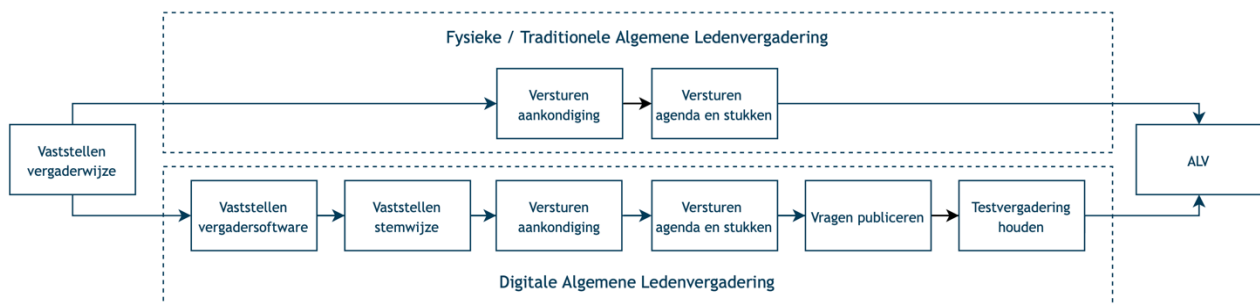 Fysieke / Traditionele Algemene Ledenvergadering
Versturen
aankondiging
Versturen
agenda en stukken
Vaststellen
vergaderwijze
ALV
Vaststellen
vergadersoftware
Vaststellen
stemwijze
Versturen
aankondiging
Versturen
agenda en stukken
Vragen publiceren
Testvergadering
houden
Digitale Algemene Ledenvergadering